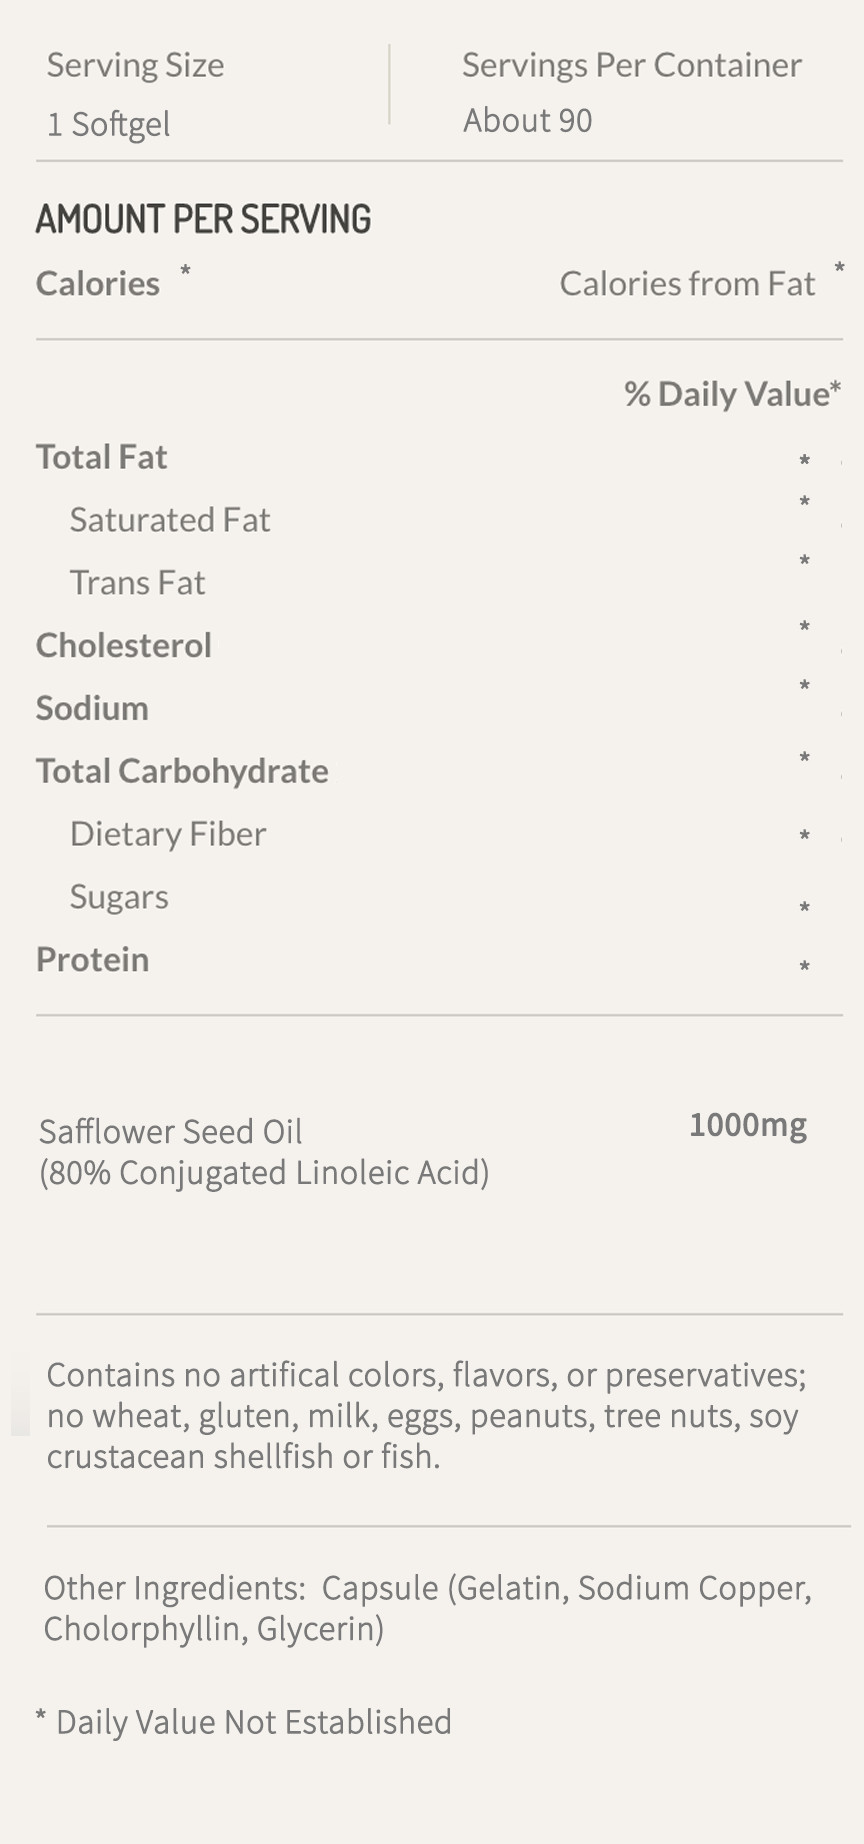 Serving Size
Servings Per Container
1 Softgel
About 90
AMOUNT PER SERVING
Calories *
Calories from Fat *
% Daily Value*
Total Fat *
Saturated Fat *
Trans Fat *
Cholesterol *
Sodium *
Total Carbohydrate *
Dietary Fiber *
Sugars *
Protein *
Safflower Seed Oil 1000mg
(80% Conjugated Linoleic Acid)
Contains no artifical colors, flavors, or preservatives;
no wheat, gluten, milk, eggs, peanuts, tree nuts, soy
crustacean shellfish or fish.
Other Ingredients: Capsule (Gelatin, Sodium Copper,
Cholorphyllin, Glycerin)
* Daily Value Not Established